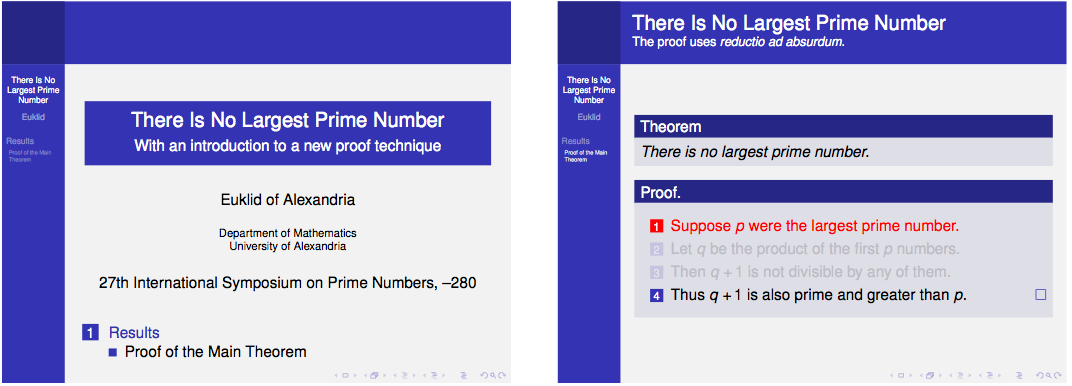 There Is No
Largest Prime
Number
Euklid
Results
Proof of the Main
Theorem
There Is No Largest Prime Number
With an introduction to a new proof technique
Euklid of Alexandria
Department of Mathematics
University of Alexandria
27th International Symposium on Prime Numbers, –280
1 Results
Proof of the Main Theorem
There Is No Largest Prime Number
The proof uses reductio ad absurdum.
There Is No
Largest Prime
Number
Euklid
Results
Proof of the Main
Theorem
Theorem
There is no largest prime number.
Proof.
1 Suppose p were the largest prime number.
2 Let q be the product of the first p numbers.
3 Then q + 1 is not divisible by any of them.
4 Thus q + 1 is also prime and greater than p.